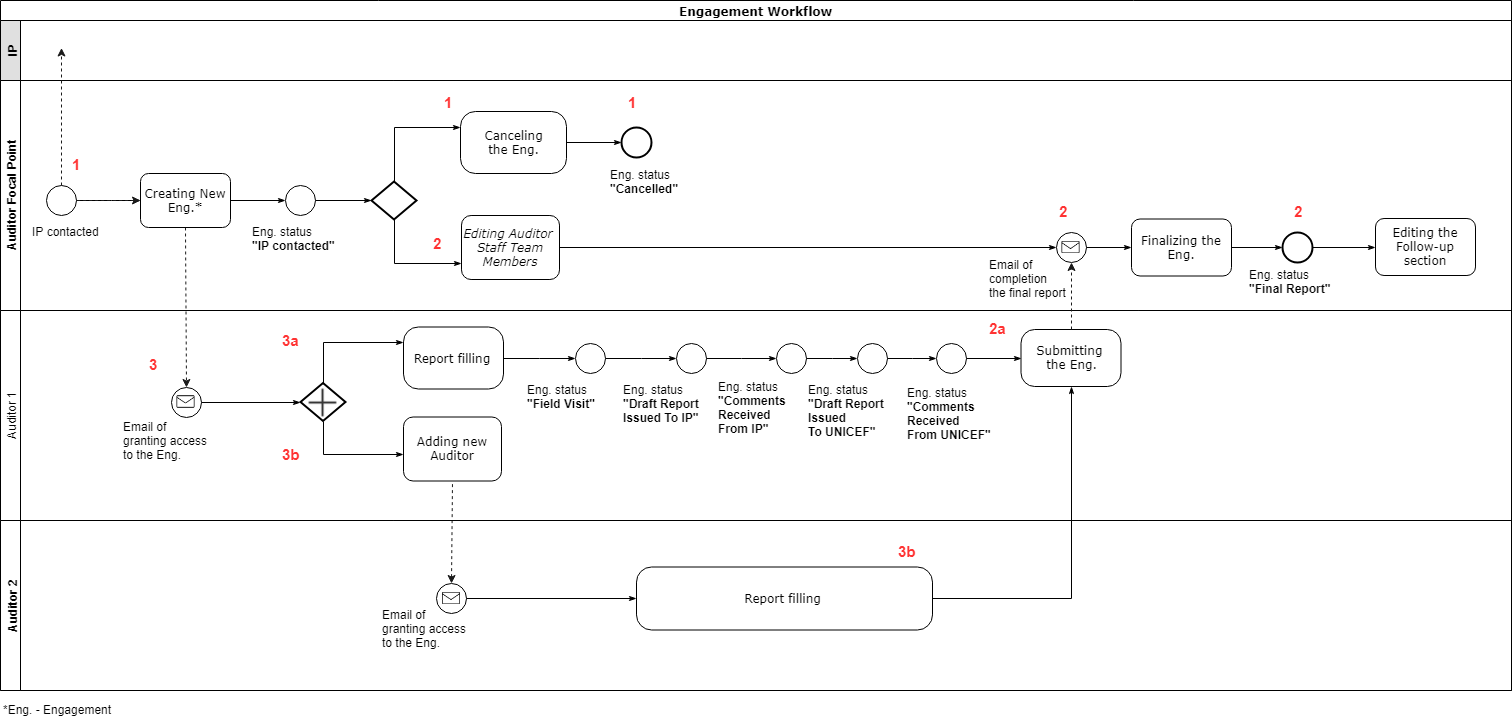 Engagement Workflow
IP
Auditor Focal Point
1
IP contacted
Creating New
Eng.*
Eng. status
"IP contacted"
1
Canceling
the Eng.
1
Eng. status
"Cancelled"
2
Editing Auditor
Staff Team
Members
2
Email of
completion
the final report
Finalizing the
Eng.
2
Eng. status
"Final Report"
Editing the
Follow-up
section
Auditor 1
3
Email of
granting access
to the Eng.
3a
Report filling
Eng. status
"Field Visit"
Eng. status
"Draft Report
Issued To IP"
Eng. status
"Comments
Received
From IP"
Eng. status
"Draft Report
Issued
To UNICEF"
Eng. status
"Comments
Received
From UNICEF"
2a
Submitting
the Eng.
3b
Adding new
Auditor
Auditor 2
Email of
granting access
to the Eng.
3b
Report filling
*Eng. - Engagement